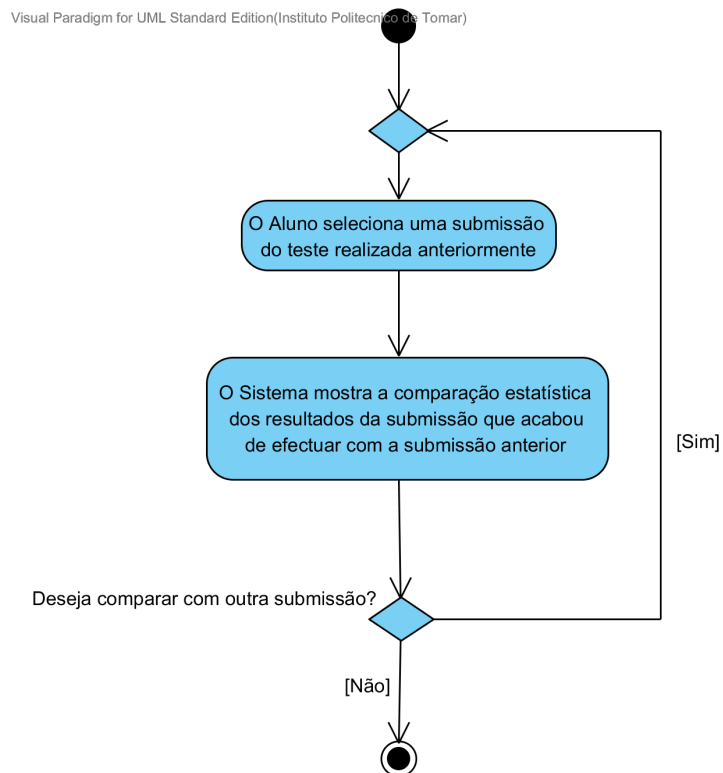 Visual Paradigm for UML Standard Edition(Instituto Politecnico de Tomar)
O Aluno seleciona uma submissão
do teste realizada anteriormente
O Sistema mostra a comparação estatística
dos resultados da submissão que acabou
de efectuar com a submissão anterior
[Sim]
Deseja comparar com outra submissão?
[Não]